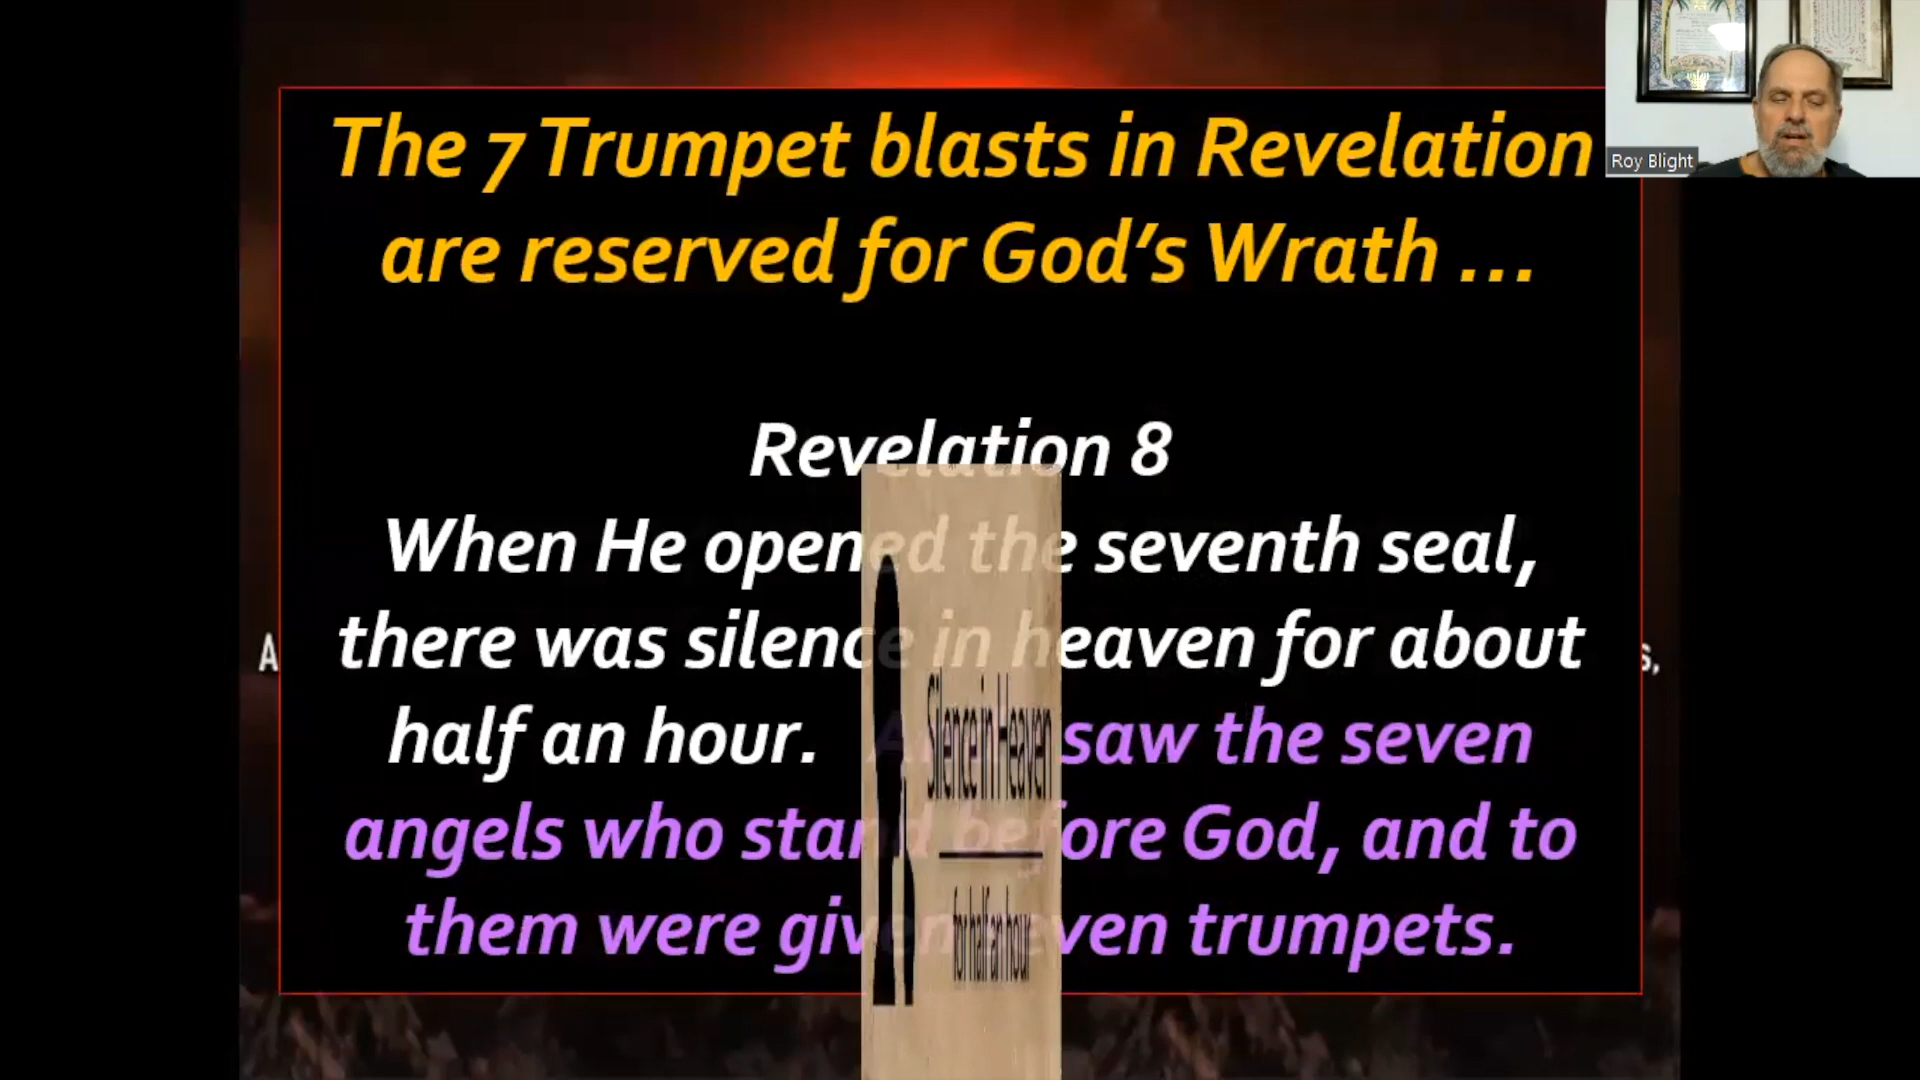 The 7 Trumpet blasts in Revelation
are reserved for God's Wrath ...
Roy Blight
Revelation 8
When He opened the seventh seal,
there was silence in heaven for about
half an hour. saw the seven
angels who stand before God, and to
them were given seven trumpets.
Silence in Heaven
for half an hour
A
s,